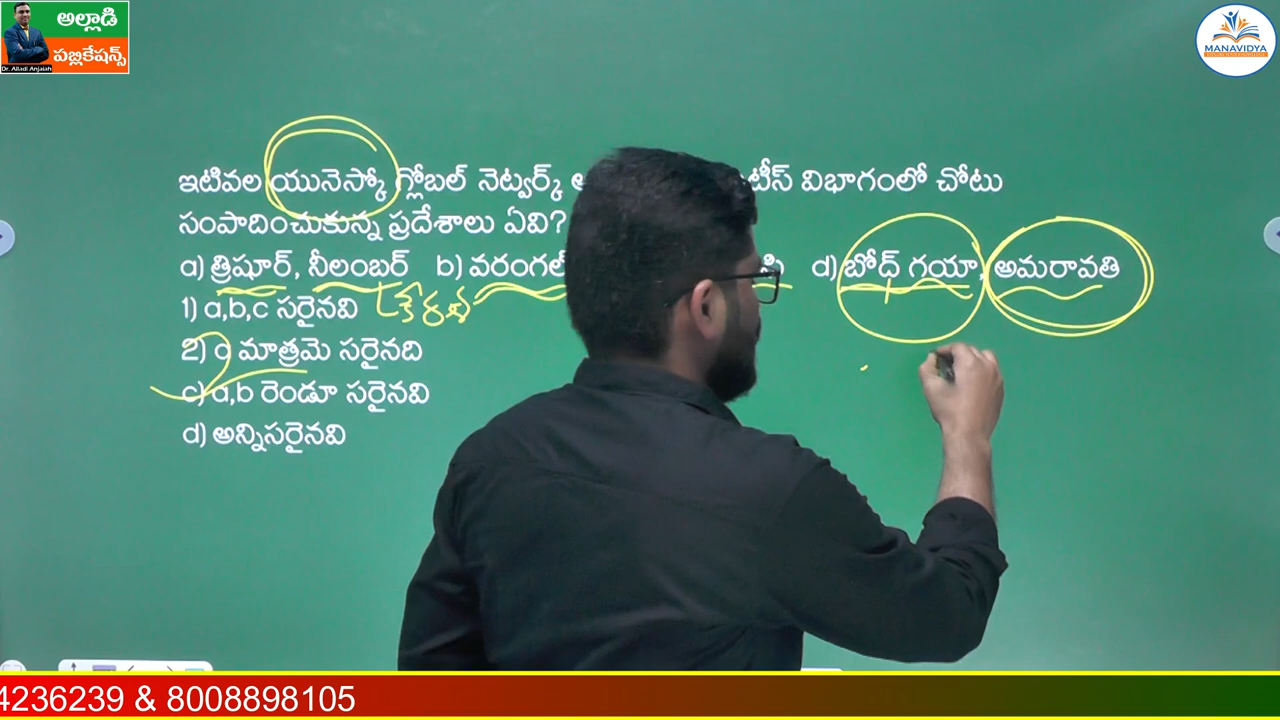 అల్లాడి
పబ్లికేషన్స్
Dr. Alladi Anjaiah
MANAVIDYA
ఇటీవల యునెస్కో గ్లోబల్ నెట్వర్క్ విభాగంలో చోటు
సంపాదించుకున్న ప్రదేశాలు ఏవి?
a) త్రిషూర్, నీలంబర్ b) వరంగల్ d) బోధ్ గయా, అమరావతి
1) a,b,c సరైనవి
కేరళ
2) c మాత్రమె సరైనది
c) a,b రెండూ సరైనవి
d) అన్నిసరైనవి
4236239 & 8008898105